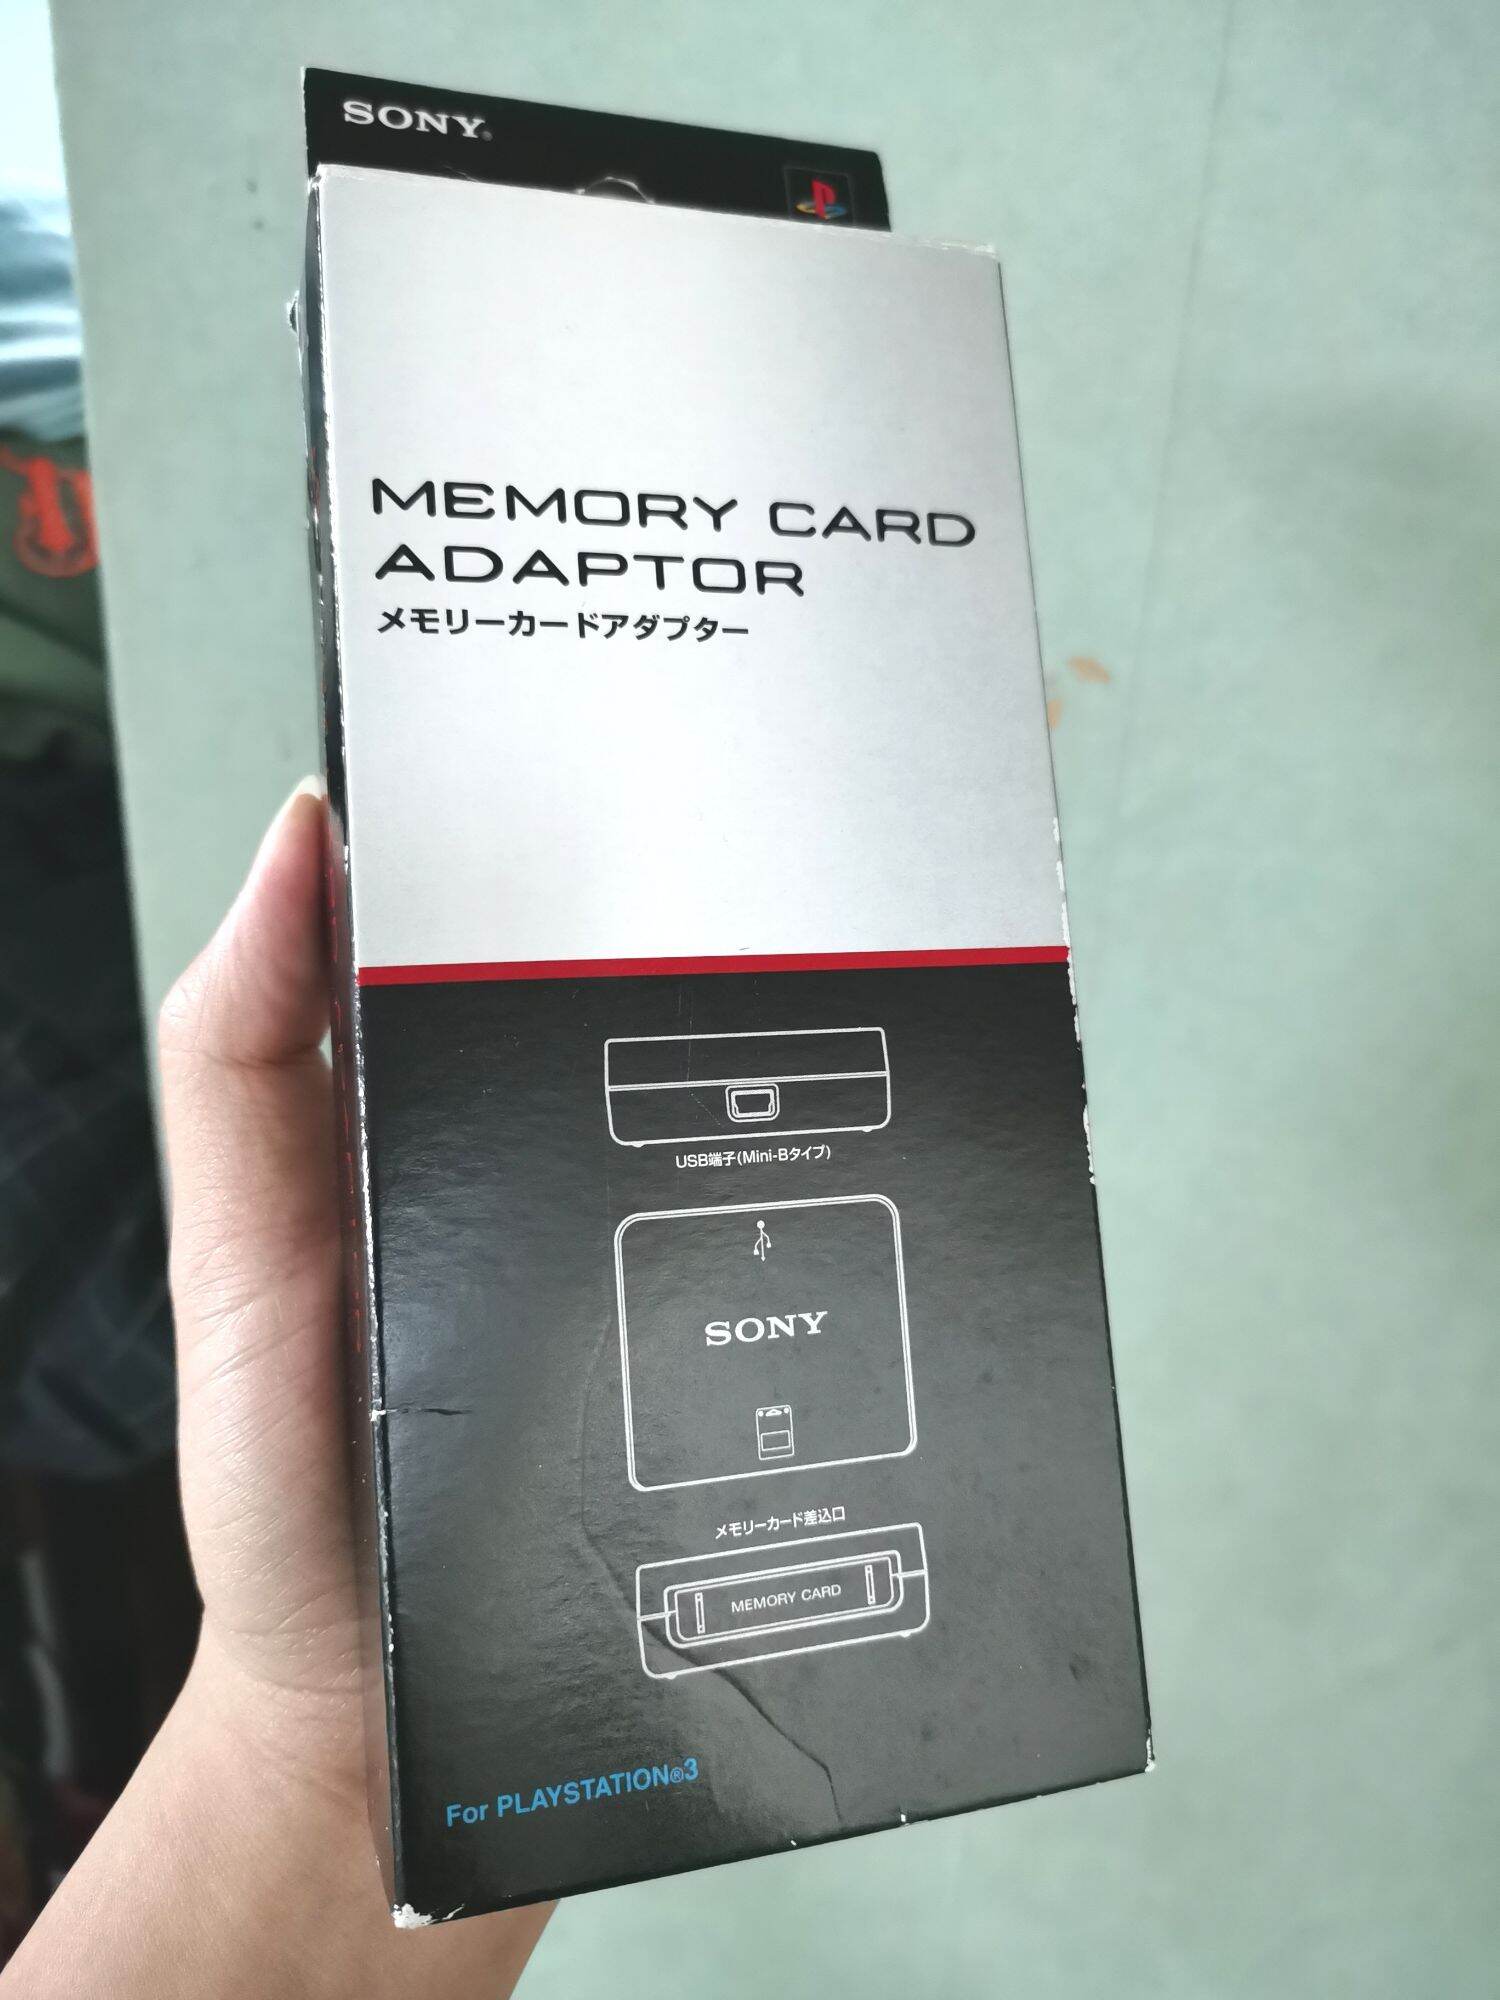 SONY®
MEMORY CARD
ADAPTOR
メモリーカードアダプター
USB端子(Mini-Bタイプ)
SONY
メモリーカード差込口
MEMORY CARD
For PLAYSTATION®3